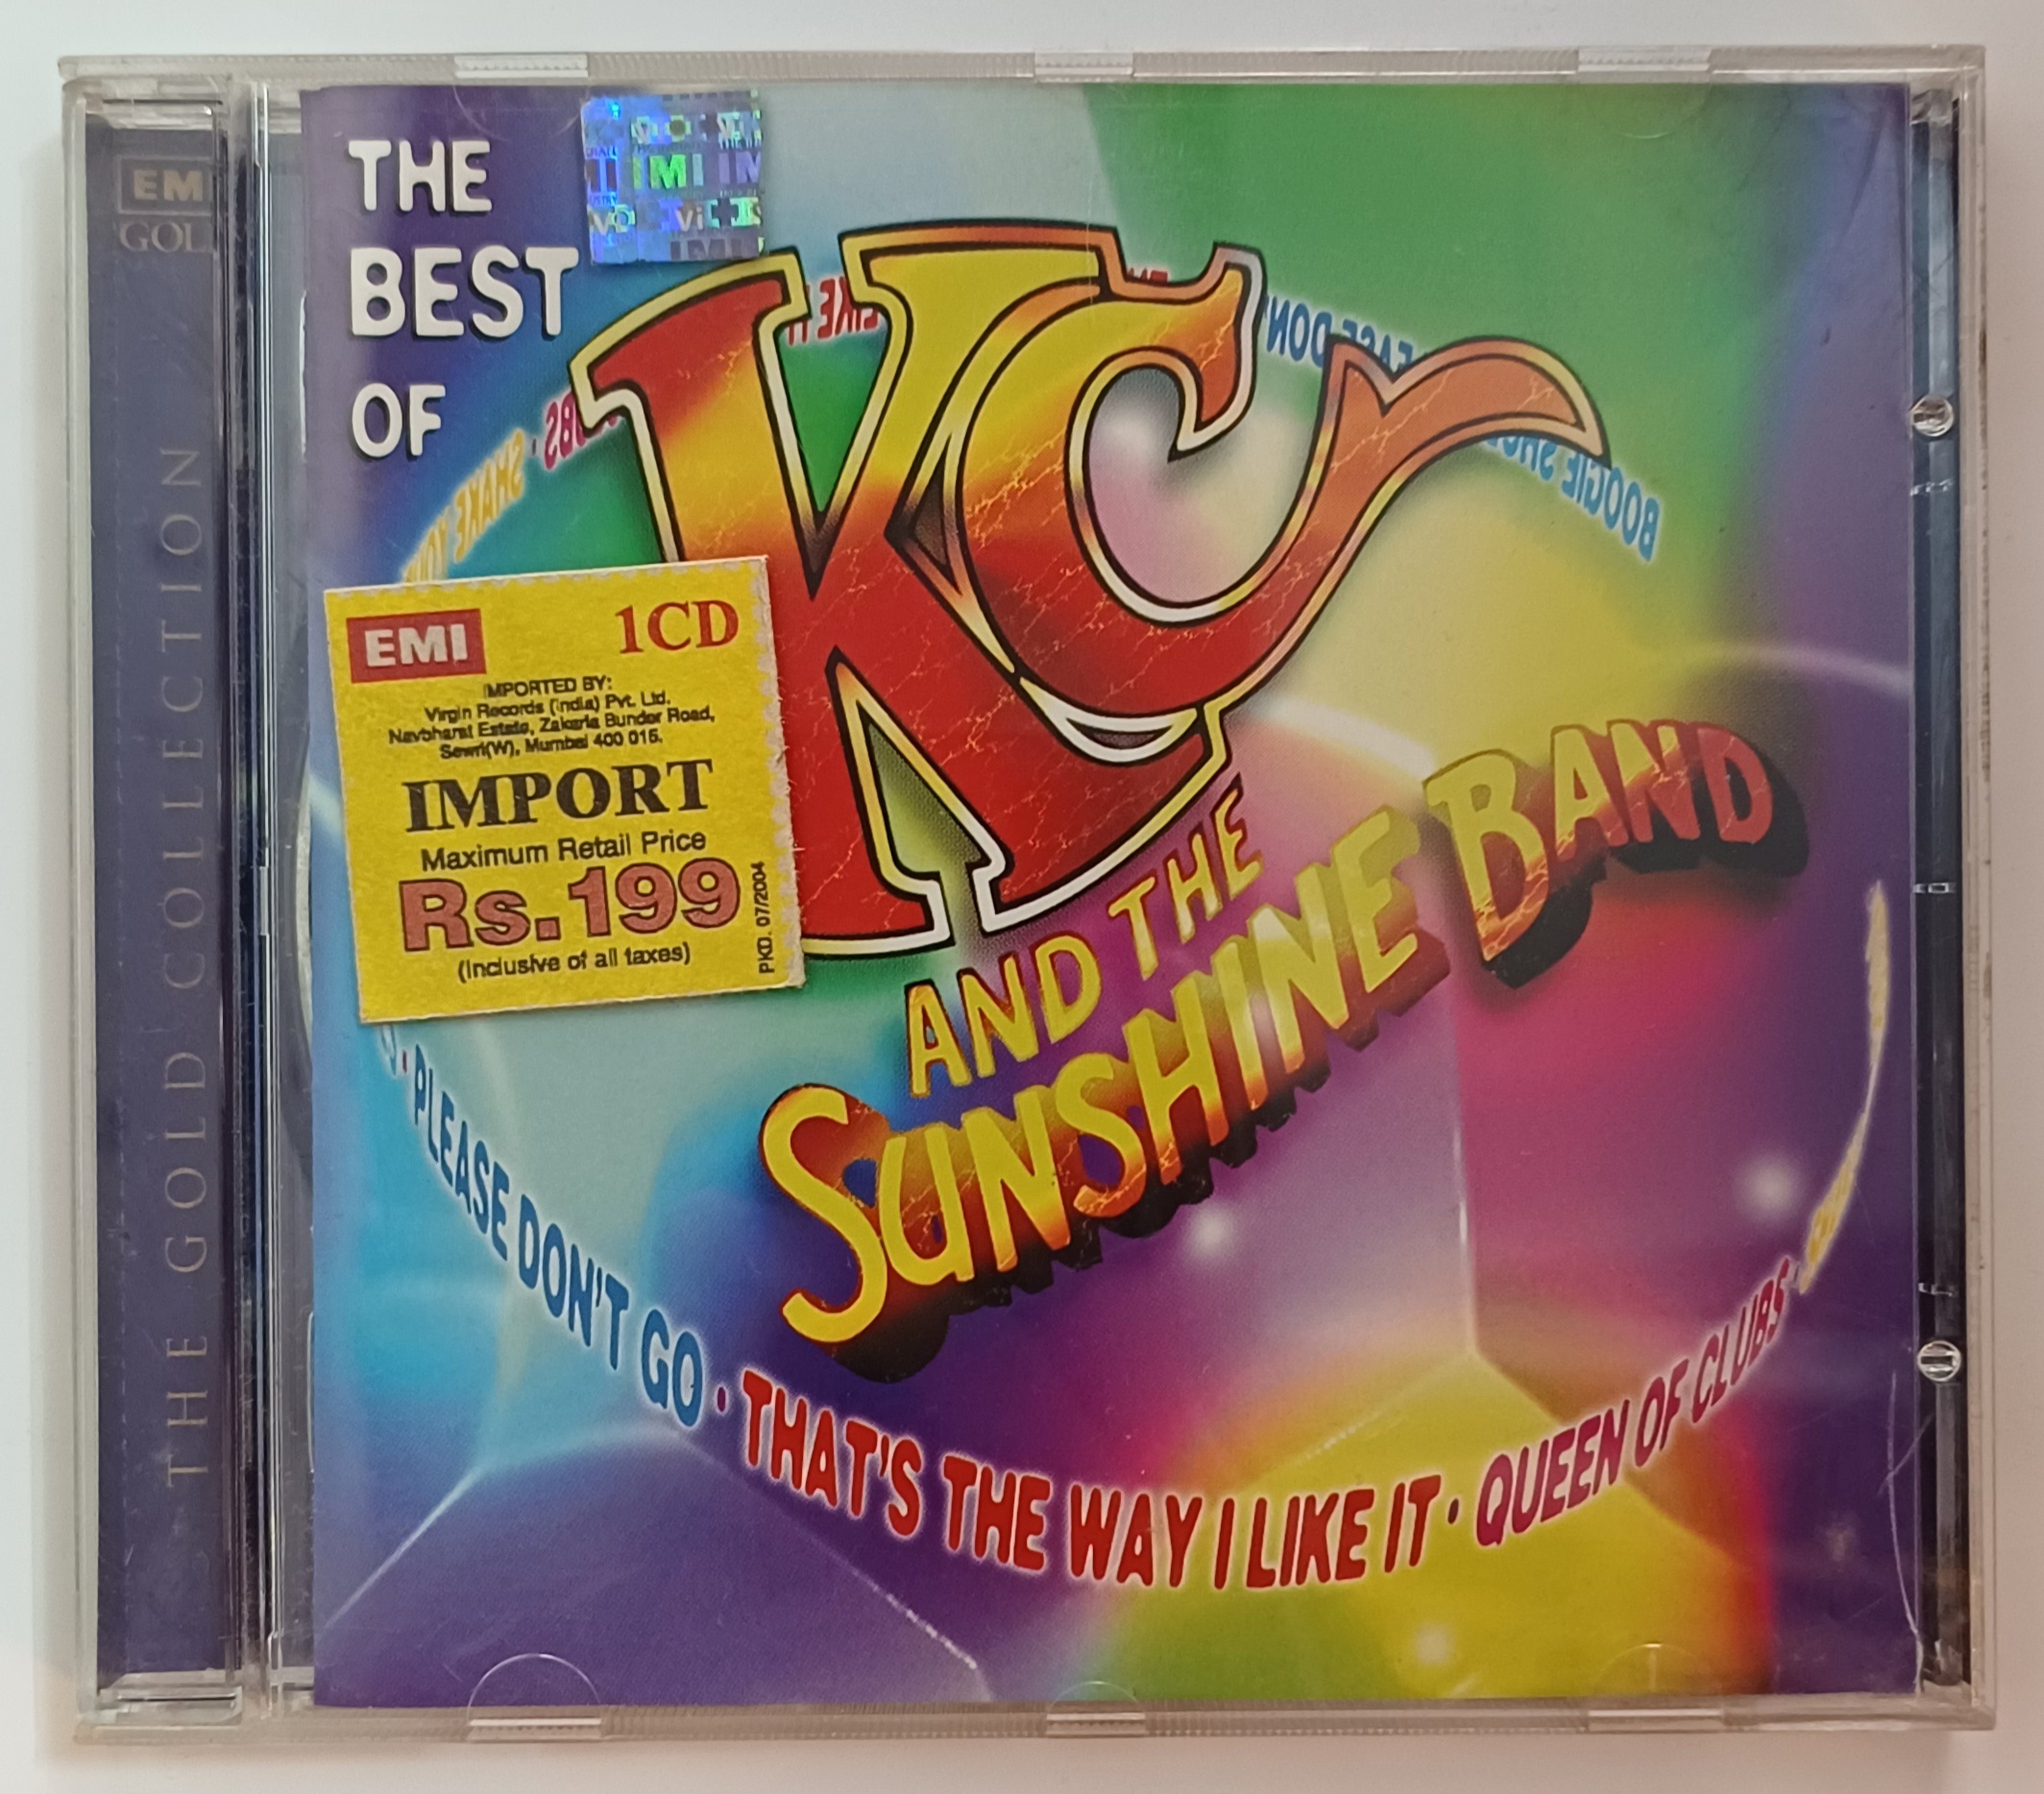 EMI
GOLD
THE GOLD COLLECTION
THE
BEST
OF
KC
AND THE
SUNSHINE BAND
EMI 1CD
IMPORTED BY:
Virgin Records (India) Pvt. Ltd.
Navbharat Estate, Zakaria Bunder Road,
Sewri(W), Mumbai 400 015.
IMPORT
Maximum Retail Price
Rs.199
(Inclusive of all taxes)
PKD. 07/2004
SHAKE YOUR
LIKE IT
BOOGIE
· PLEASE DON'T GO · THAT'S THE WAY I LIKE IT · QUEEN OF CLUBS ·